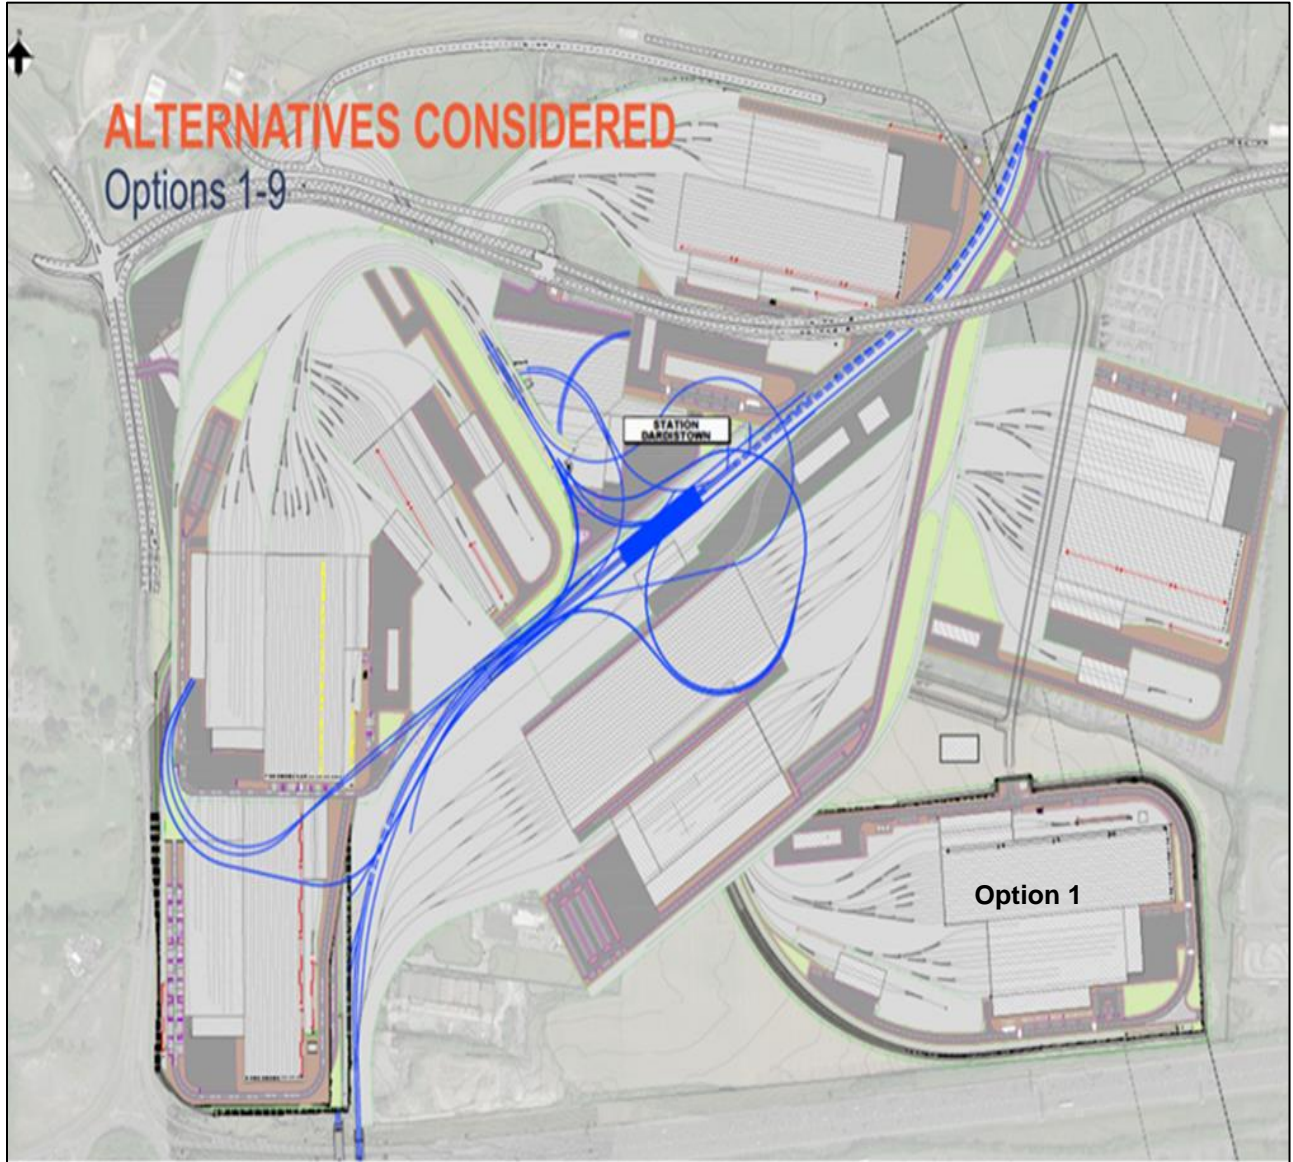 ALTERNATIVES CONSIDERED
Options 1-9
STATION
DARDISTOWN
Option 1